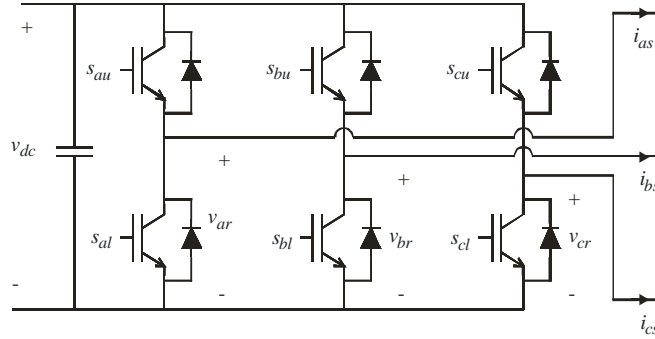 +
i_as
s_au
s_bu
s_cu
v_dc
+
+
i_bs
+
s_al
v_ar
s_bl
v_br
s_cl
v_cr
-
-
-
-
i_cs